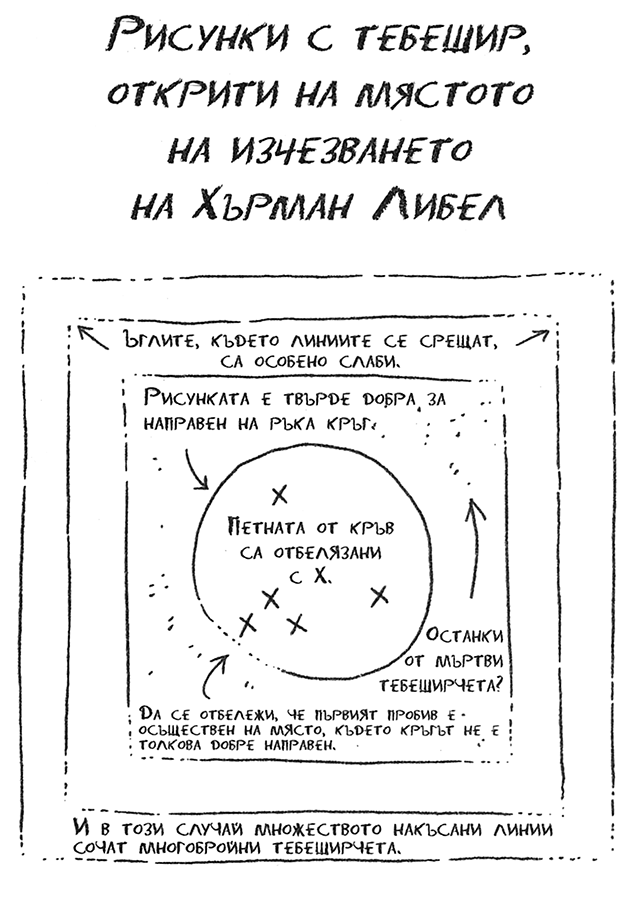 Рисунки с тебешир,
открити на мястото
на изчезването
на Хърман Либел
Ъглите, където линиите се срещат,
са особено слаби.
Рисунката е твърде добра за
направен на ръка кръг.
Петната от кръв
са отбелязани
с X.
Останки
от мъртви
тебеширчета?
Да се отбележи, че първият пробив е
осъществен на място, където кръгът не е
толкова добре направен.
И в този случай множеството накъсани линии
сочат многобройни тебеширчета.